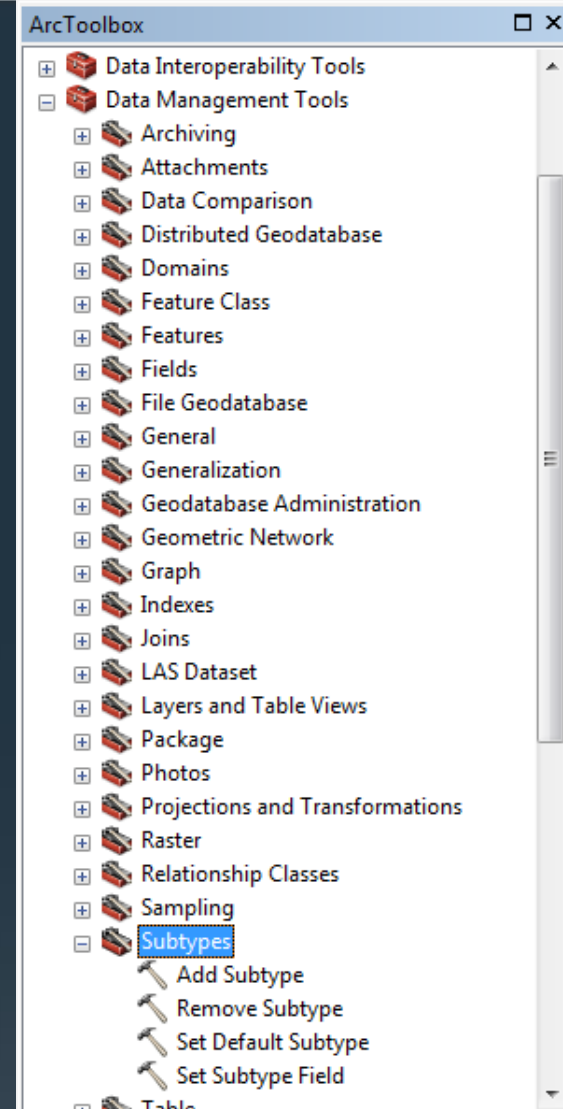 ArcToolbox
Data Interoperability Tools
Data Management Tools
Archiving
Attachments
Data Comparison
Distributed Geodatabase
Domains
Feature Class
Features
Fields
File Geodatabase
General
Generalization
Geodatabase Administration
Geometric Network
Graph
Indexes
Joins
LAS Dataset
Layers and Table Views
Package
Photos
Projections and Transformations
Raster
Relationship Classes
Sampling
Subtypes
Add Subtype
Remove Subtype
Set Default Subtype
Set Subtype Field
Table